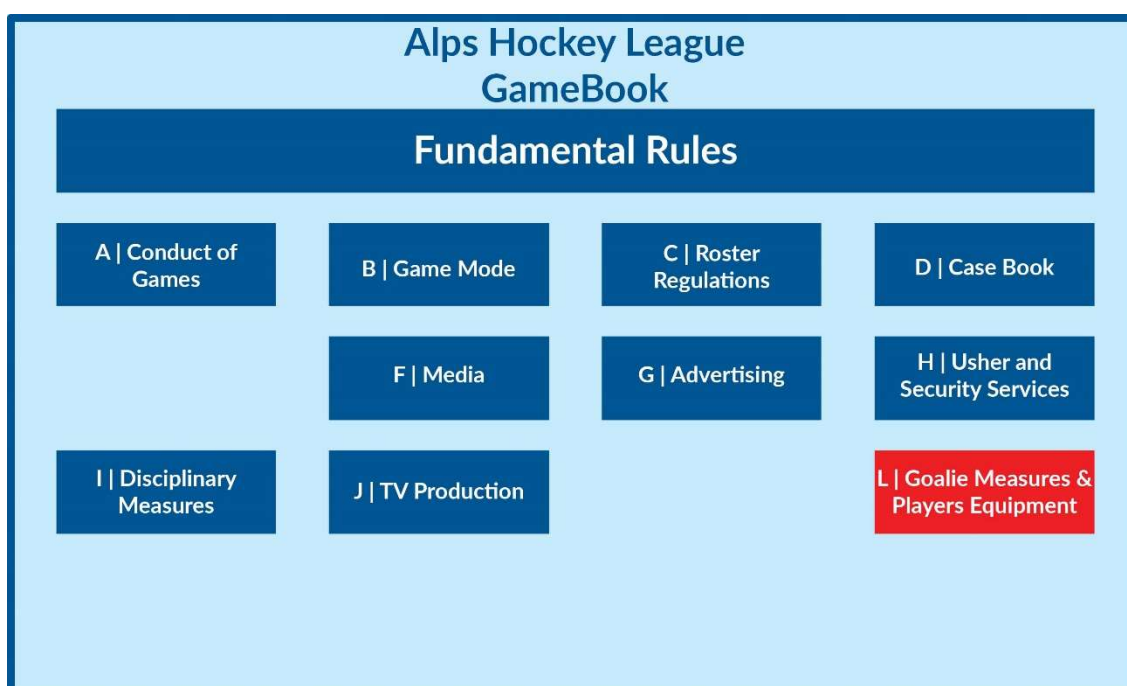 Alps Hockey League
GameBook
Fundamental Rules
A | Conduct of
Games
B | Game Mode
C | Roster
Regulations
D | Case Book
F | Media
G | Advertising
H | Usher and
Security Services
I | Disciplinary
Measures
J | TV Production
L | Goalie Measures &
Players Equipment